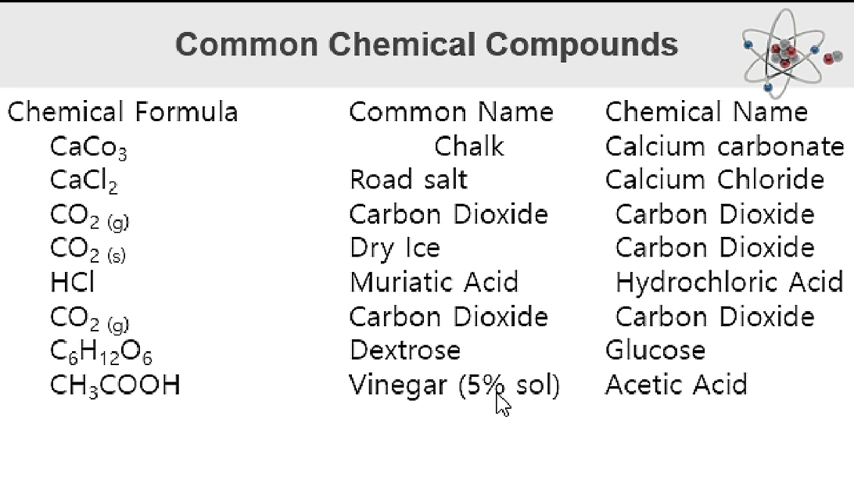 Common Chemical Compounds
Chemical Formula Common Name Chemical Name
CaCo₃ Chalk Calcium carbonate
CaCl₂ Road salt Calcium Chloride
CO₂ (g) Carbon Dioxide Carbon Dioxide
CO₂ (s) Dry Ice Carbon Dioxide
HCl Muriatic Acid Hydrochloric Acid
CO₂ (g) Carbon Dioxide Carbon Dioxide
C₆H₁₂O₆ Dextrose Glucose
CH₃COOH Vinegar (5% sol) Acetic Acid